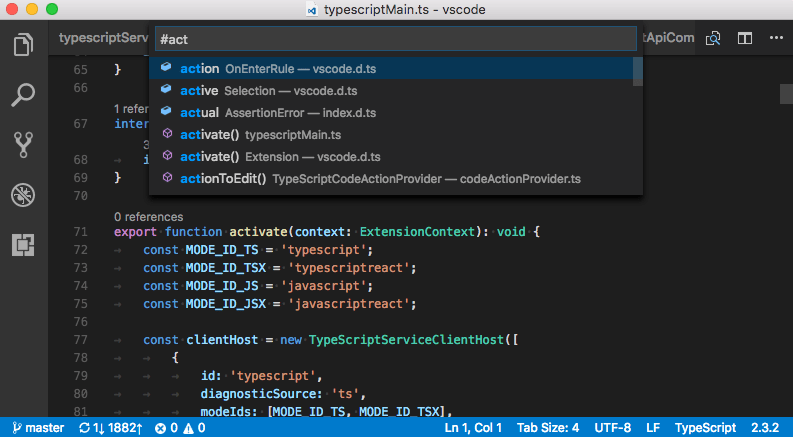 typescriptMain.ts - vscode
typescriptServ
#act
tApiCom
action OnEnterRule — vscode.d.ts
active Selection — vscode.d.ts
actual AssertionError — index.d.ts
activate() typescriptMain.ts
activate() Extension — vscode.d.ts
actionToEdit() TypeScriptCodeActionProvider — codeActionProvider.ts
65 }
66
1 refer
67 inter
3
68 i
69 }
70
0 references
71 export function activate(context: ExtensionContext): void {
72 const MODE_ID_TS = 'typescript';
73 const MODE_ID_TSX = 'typescriptreact';
74 const MODE_ID_JS = 'javascript';
75 const MODE_ID_JSX = 'javascriptreact';
76
77 const clientHost = new TypeScriptServiceClientHost([
78 {
79 id: 'typescript',
80 diagnosticSource: 'ts',
81 modeIds: [MODE_ID_TS, MODE_ID_TSX],
master 1↓ 1882↑ 0 0 Ln 1, Col 1 Tab Size: 4 UTF-8 LF TypeScript 2.3.2